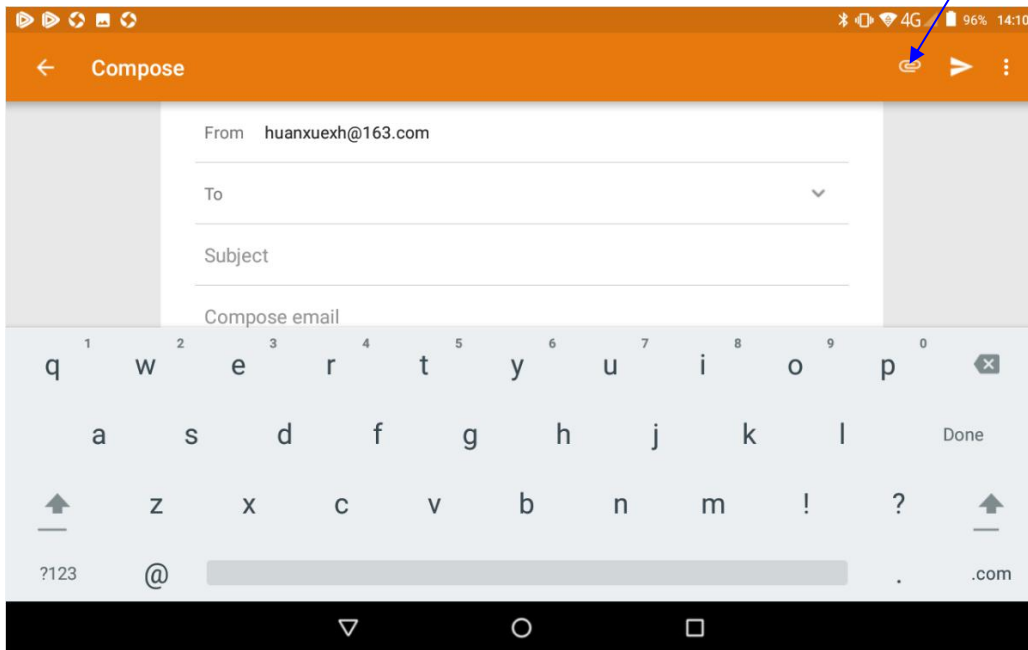 4G 96% 14:10
Compose
From huanxuexh@163.com
To
Subject
Compose email
1 2 3 4 5 6 7 8 9 0
q w e r t y u i o p
a s d f g h j k l Done
z x c v b n m ! ?
?123 @ . .com